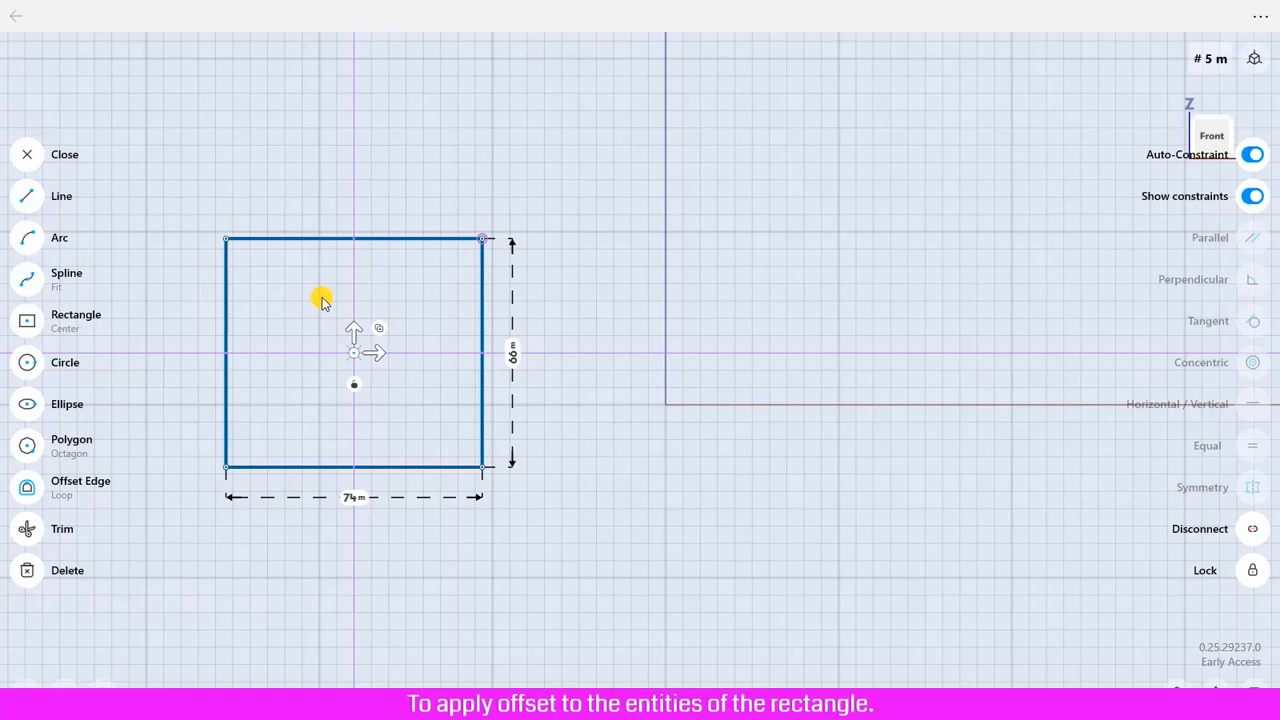 # 5 m
Z
Front
Close
Line
Arc
Spline
Fit
Rectangle
Center
Circle
Ellipse
Polygon
Octagon
Offset Edge
Loop
Trim
Delete
66 m
74 m
Auto-Constraint
Show constraints
Parallel
Perpendicular
Tangent
Concentric
Horizontal / Vertical
Equal
Symmetry
Disconnect
Lock
0.25.29237.0
Early Access
To apply offset to the entities of the rectangle.